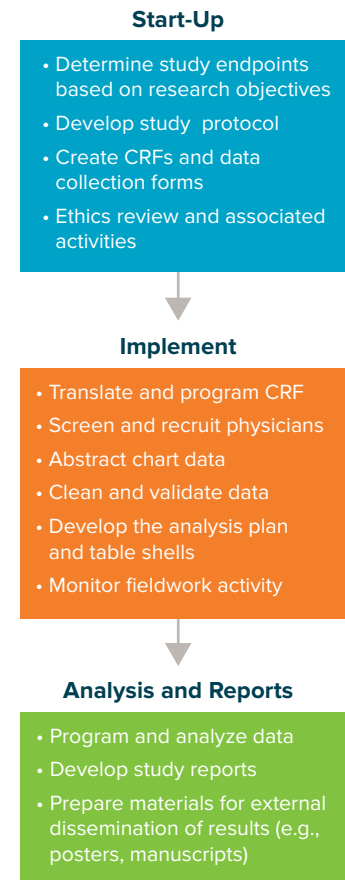 Start-Up
• Determine study endpoints
based on research objectives
• Develop study protocol
• Create CRFs and data
collection forms
• Ethics review and associated
activities
Implement
• Translate and program CRF
• Screen and recruit physicians
• Abstract chart data
• Clean and validate data
• Develop the analysis plan
and table shells
• Monitor fieldwork activity
Analysis and Reports
• Program and analyze data
• Develop study reports
• Prepare materials for external
dissemination of results (e.g.,
posters, manuscripts)